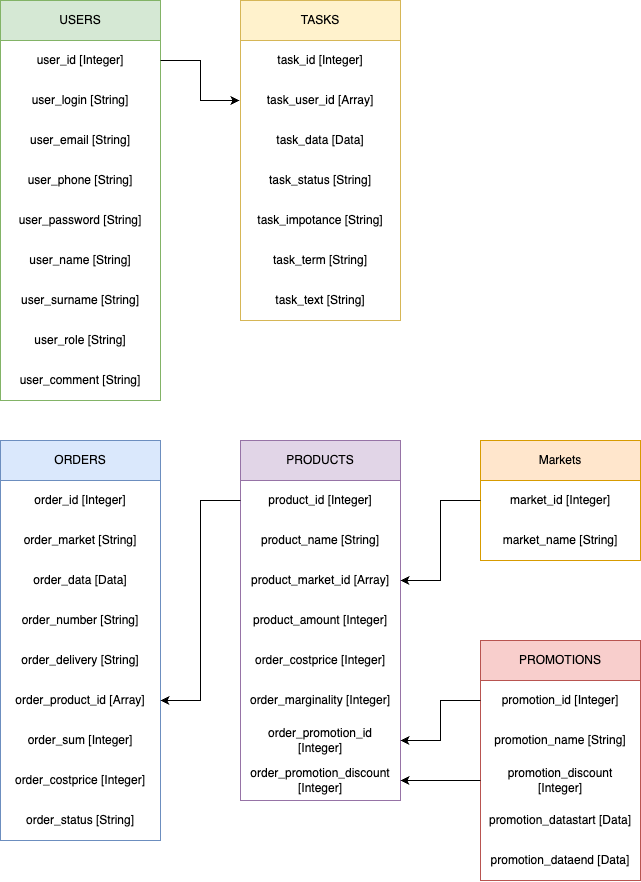 USERS
user_id [Integer]
user_login [String]
user_email [String]
user_phone [String]
user_password [String]
user_name [String]
user_surname [String]
user_role [String]
user_comment [String]
TASKS
task_id [Integer]
task_user_id [Array]
task_data [Data]
task_status [String]
task_impotance [String]
task_term [String]
task_text [String]
ORDERS
order_id [Integer]
order_market [String]
order_data [Data]
order_number [String]
order_delivery [String]
order_product_id [Array]
order_sum [Integer]
order_costprice [Integer]
order_status [String]
PRODUCTS
product_id [Integer]
product_name [String]
product_market_id [Array]
product_amount [Integer]
order_costprice [Integer]
order_marginality [Integer]
order_promotion_id
[Integer]
order_promotion_discount
[Integer]
Markets
market_id [Integer]
market_name [String]
PROMOTIONS
promotion_id [Integer]
promotion_name [String]
promotion_discount
[Integer]
promotion_datastart [Data]
promotion_dataend [Data]